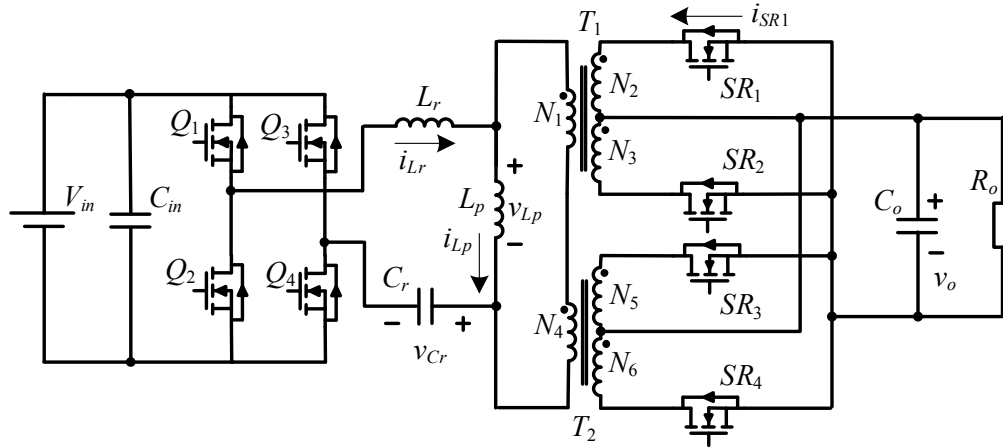 T1
iSR1
SR1
Lr
N1
N2
Q1
Q3
iLr
N3
SR2
Vin
Cin
Lp
vLp
Co
Ro
iLp
Q2
Q4
Cr
N5
SR3
vo
N4
vCr
N6
SR4
T2